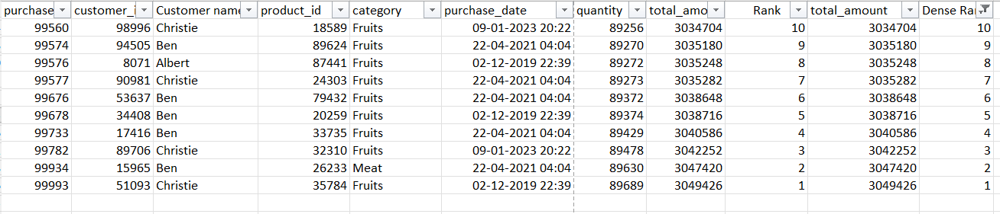 purchase customer_i Customer name product_id category purchase_date quantity total_amo Rank total_amount Dense Ra
99560 98996 Christie 18589 Fruits 09-01-2023 20:22 89256 3034704 10 3034704 10
99574 94505 Ben 89624 Fruits 22-04-2021 04:04 89270 3035180 9 3035180 9
99576 8071 Albert 87441 Fruits 02-12-2019 22:39 89272 3035248 8 3035248 8
99577 90981 Christie 24303 Fruits 22-04-2021 04:04 89273 3035282 7 3035282 7
99676 53637 Ben 79432 Fruits 22-04-2021 04:04 89372 3038648 6 3038648 6
99678 34408 Ben 20259 Fruits 02-12-2019 22:39 89374 3038716 5 3038716 5
99733 17416 Ben 33735 Fruits 22-04-2021 04:04 89429 3040586 4 3040586 4
99782 89706 Christie 32310 Fruits 09-01-2023 20:22 89478 3042252 3 3042252 3
99934 15965 Ben 26233 Meat 22-04-2021 04:04 89630 3047420 2 3047420 2
99993 51093 Christie 35784 Fruits 02-12-2019 22:39 89689 3049426 1 3049426 1